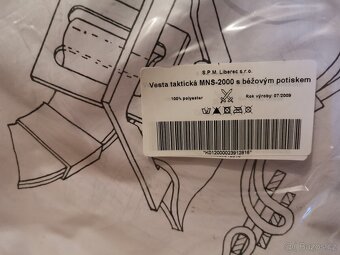 S.P.M. Liberec s.r.o.
Vesta taktická MNS-2000 s béžovým potiskem
100% polyester
Rok výroby: 07/2009